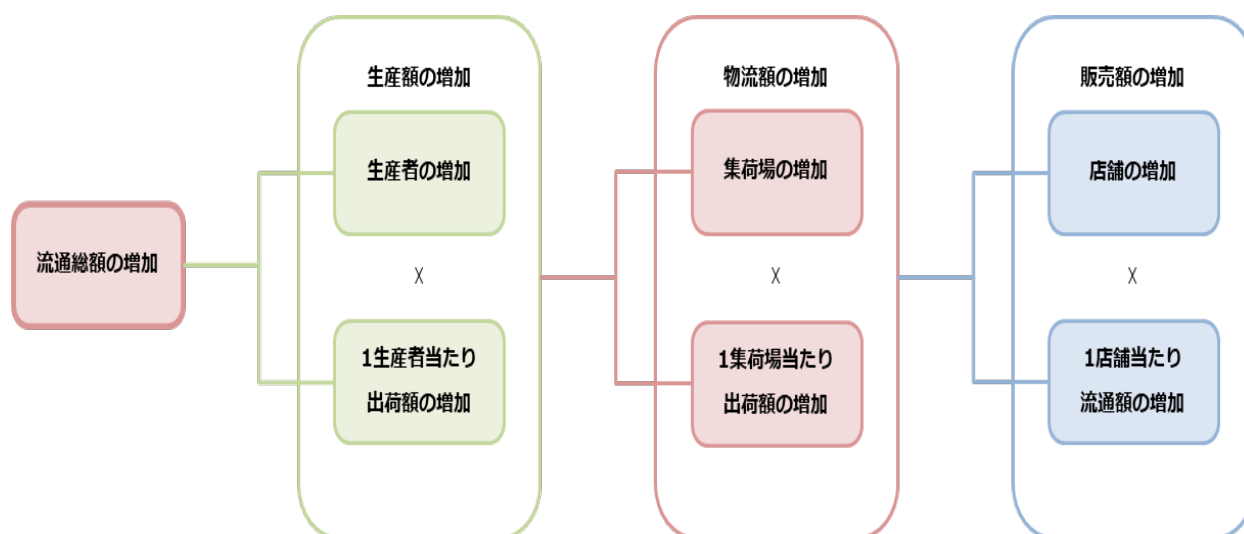 流通総額の増加
生産額の増加
生産者の増加
X
1生産者当たり
出荷額の増加
物流額の増加
集荷場の増加
X
1集荷場当たり
出荷額の増加
販売額の増加
店舗の増加
X
1店舗当たり
流通額の増加